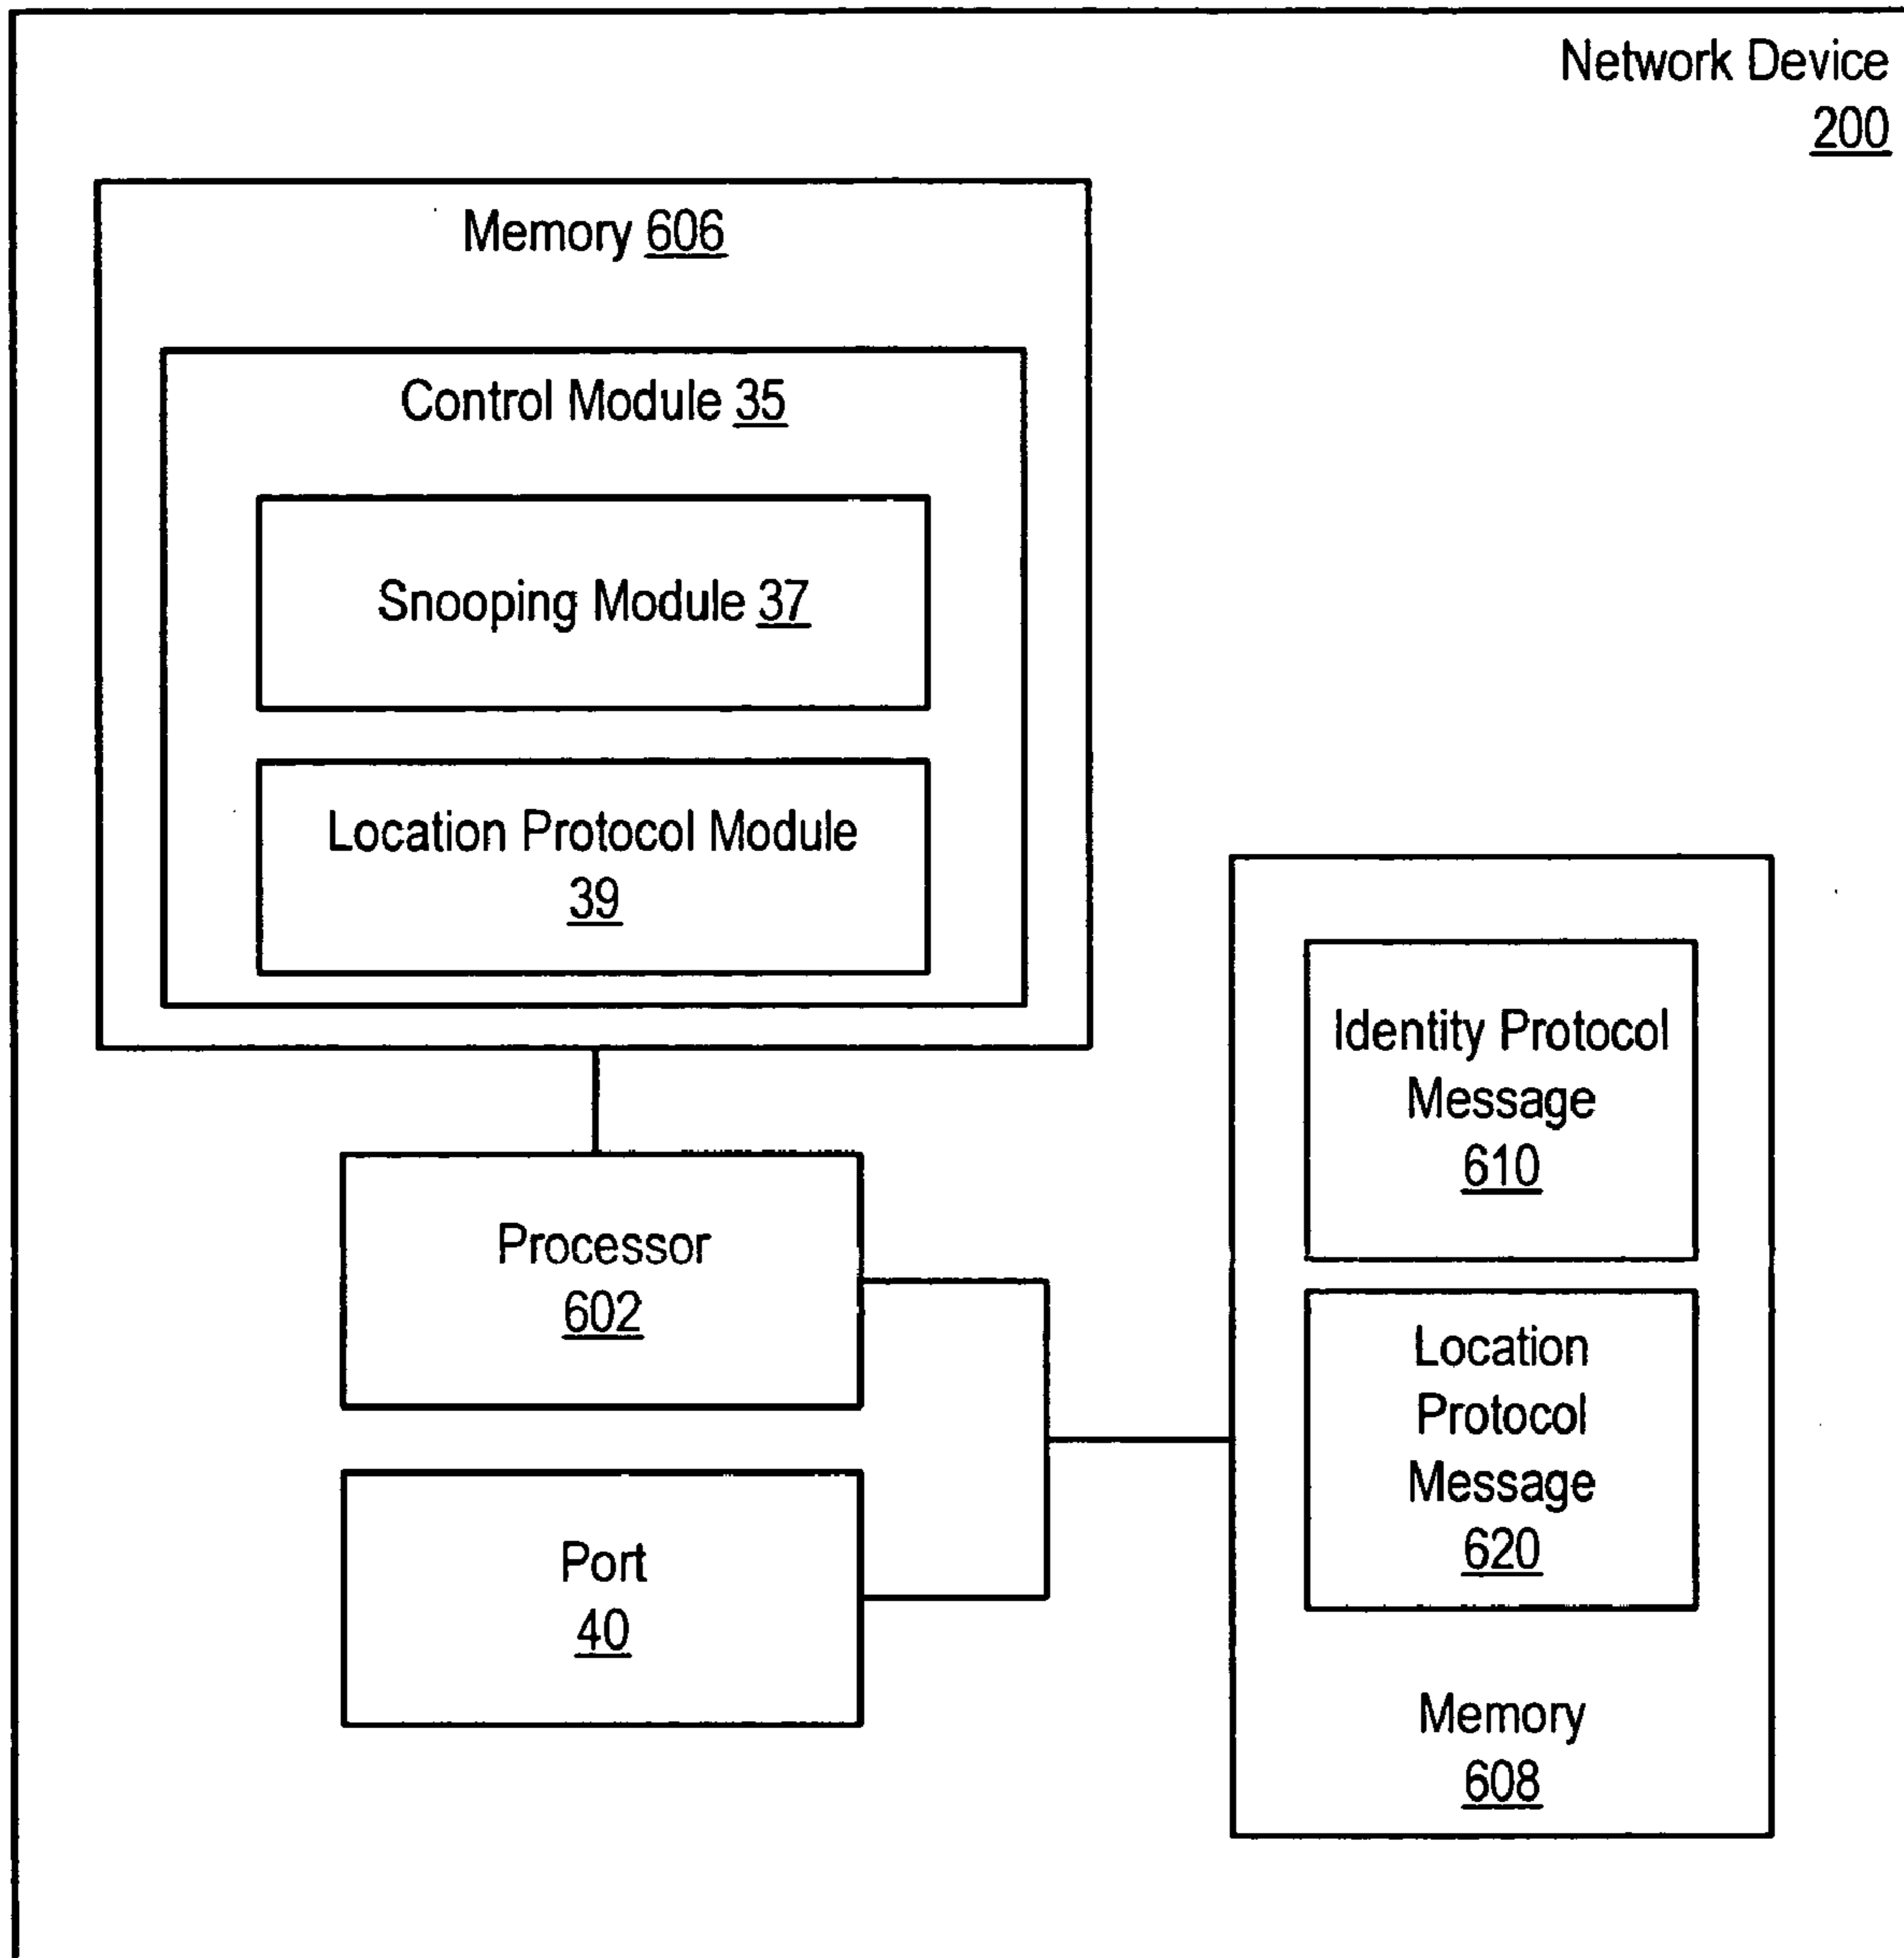 Network Device
200
Memory 606
Control Module 35
Snooping Module 37
Location Protocol Module
39
Identity Protocol
Message
610
Processor
602
Location
Protocol
Message
620
Port
40
Memory
608